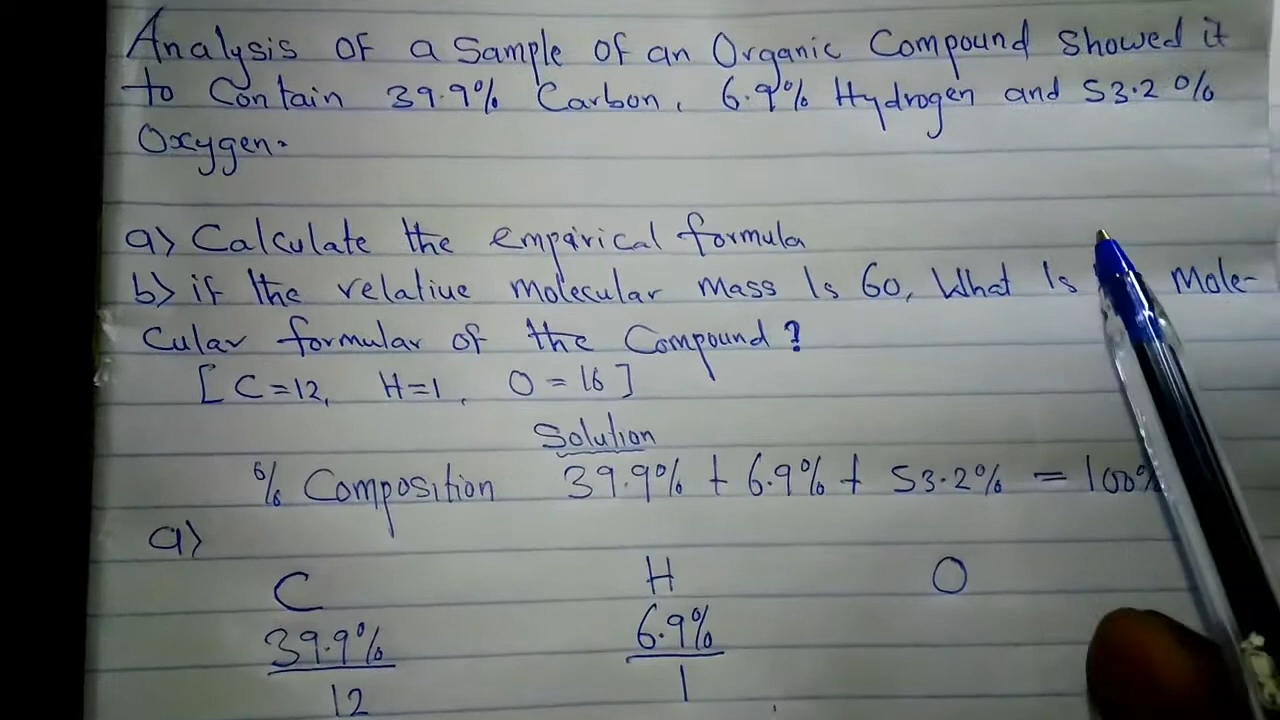 Analysis of a Sample of an Organic Compound Showed it
to Contain 39.9% Carbon, 6.9% Hydrogen and 53.2%
Oxygen.
a) Calculate the empirical formula
b) if the relative molecular mass Is 60, What Is Mole-
cular formular of the Compound?
[C=12, H=1, O=16]
Solution
% Composition 39.9% + 6.9% + 53.2% = 100%
a)
C H O
39.9% 6.9%
12 1